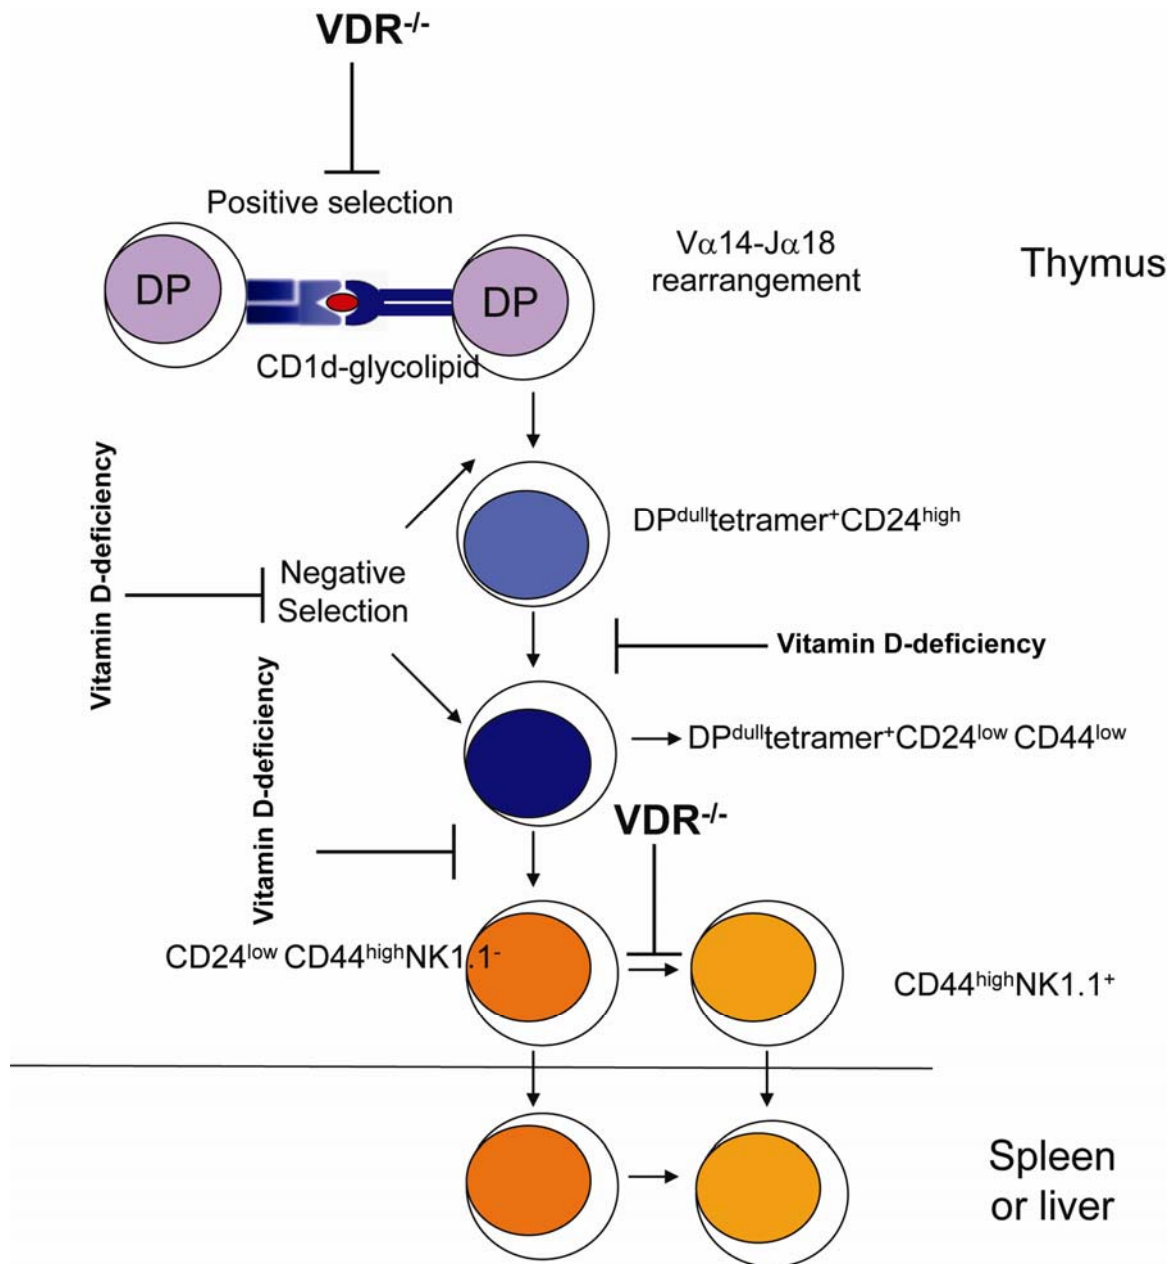 VDR-/-
Positive selection
Vα14-Jα18
rearrangement
Thymus
DP
DP
CD1d-glycolipid
Vitamin D-deficiency
DPdulltetramer+CD24high
Negative
Selection
Vitamin D-deficiency
Vitamin D-deficiency
DPdulltetramer+CD24low CD44low
VDR-/-
CD24low CD44highNK1.1-
CD44highNK1.1+
Spleen
or liver